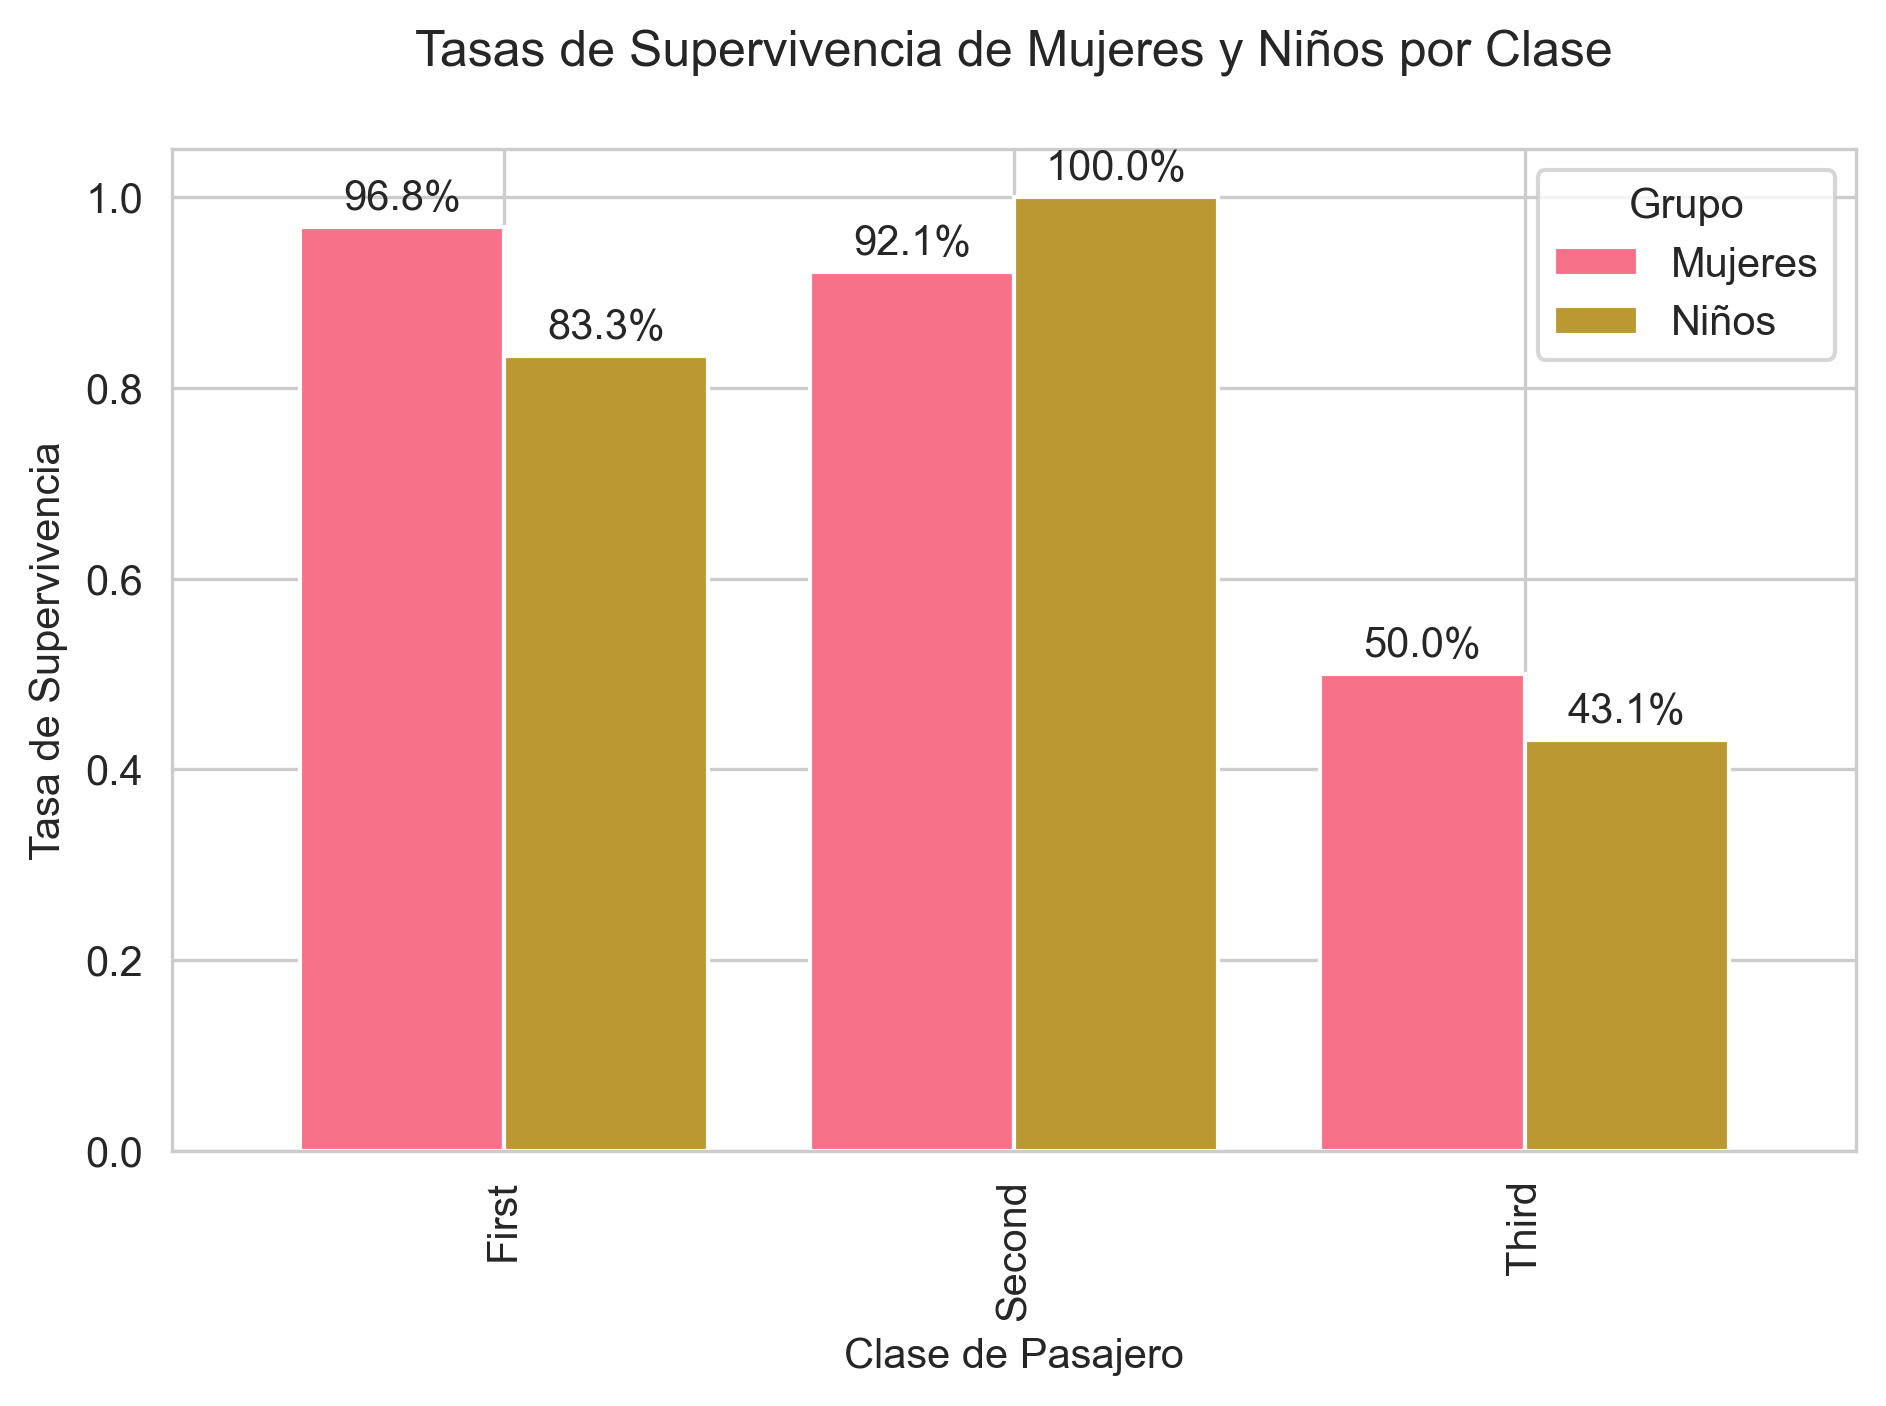 Tasas de Supervivencia de Mujeres y Niños por Clase
Grupo
Mujeres
Niños
96.8%
83.3%
92.1%
100.0%
50.0%
43.1%
Tasa de Supervivencia
1.0
0.8
0.6
0.4
0.2
0.0
First
Second
Third
Clase de Pasajero